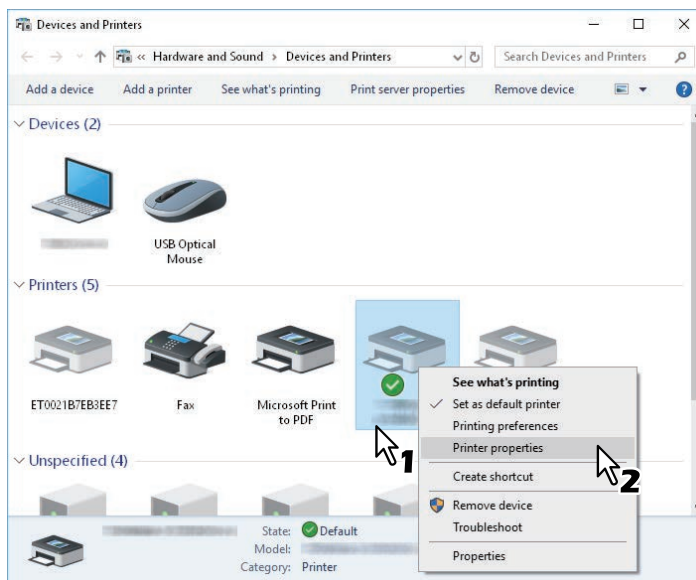 Devices and Printers
« Hardware and Sound > Devices and Printers
Search Devices and Printers
Add a device Add a printer See what's printing Print server properties Remove device
Devices (2)
USB Optical
Mouse
Printers (5)
ET0021B7EB3EE7
Fax
Microsoft Print
to PDF
1
See what's printing
Set as default printer
Printing preferences
Printer properties
2
Create shortcut
Remove device
Troubleshoot
Properties
Unspecified (4)
State: Default
Model:
Category: Printer